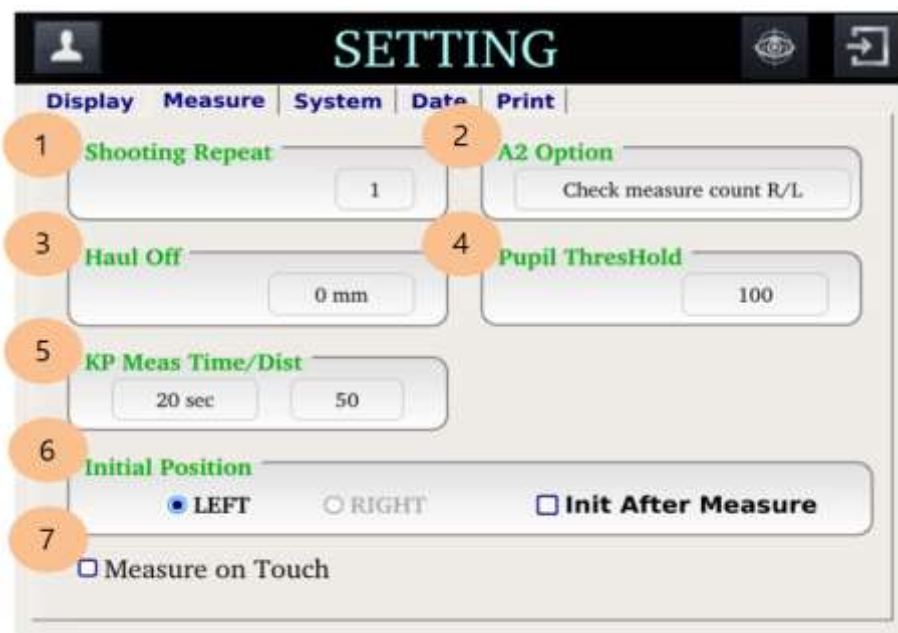 SETTING
Display Measure System Date Print
1 Shooting Repeat
1
2 A2 Option
Check measure count R/L
3 Haul Off
0 mm
4 Pupil ThresHold
100
5 KP Meas Time/Dist
20 sec 50
6 Initial Position
LEFT RIGHT Init After Measure
7 Measure on Touch